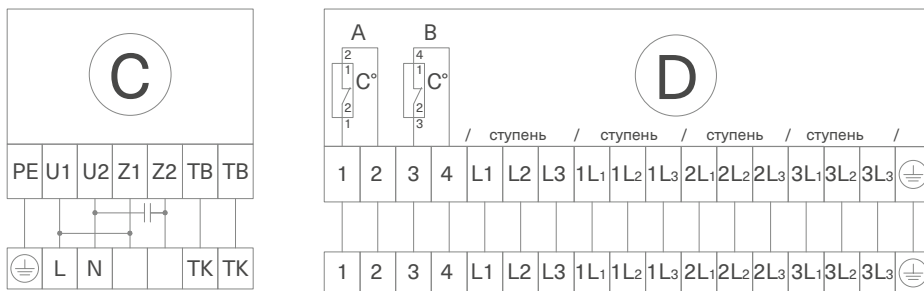 C
PE U1 U2 Z1 Z2 TB TB
L N TK TK
A B
2 4
1 1
C° C°
2 2
1 3
D
/ ступень / ступень / ступень / ступень /
1 2 3 4 L1 L2 L3 1L1 1L2 1L3 2L1 2L2 2L3 3L1 3L2 3L3
1 2 3 4 L1 L2 L3 1L1 1L2 1L3 2L1 2L2 2L3 3L1 3L2 3L3